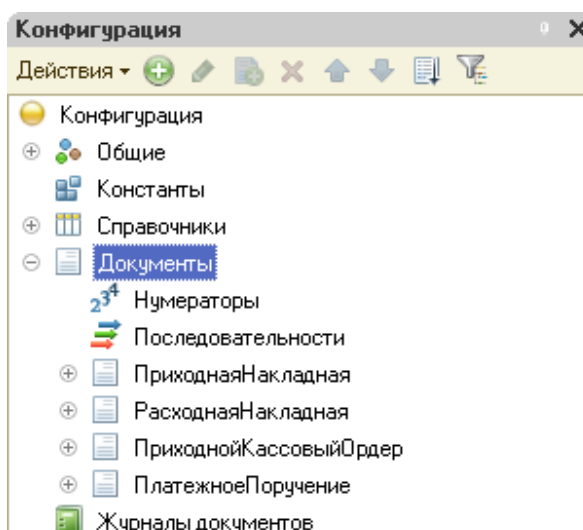 Конфигурация
Действия
Конфигурация
Общие
Константы
Справочники
Документы
Нумераторы
Последовательности
ПриходнаяНакладная
РасходнаяНакладная
ПриходнойКассовыйОрдер
ПлатежноеПоручение
Журналы документов